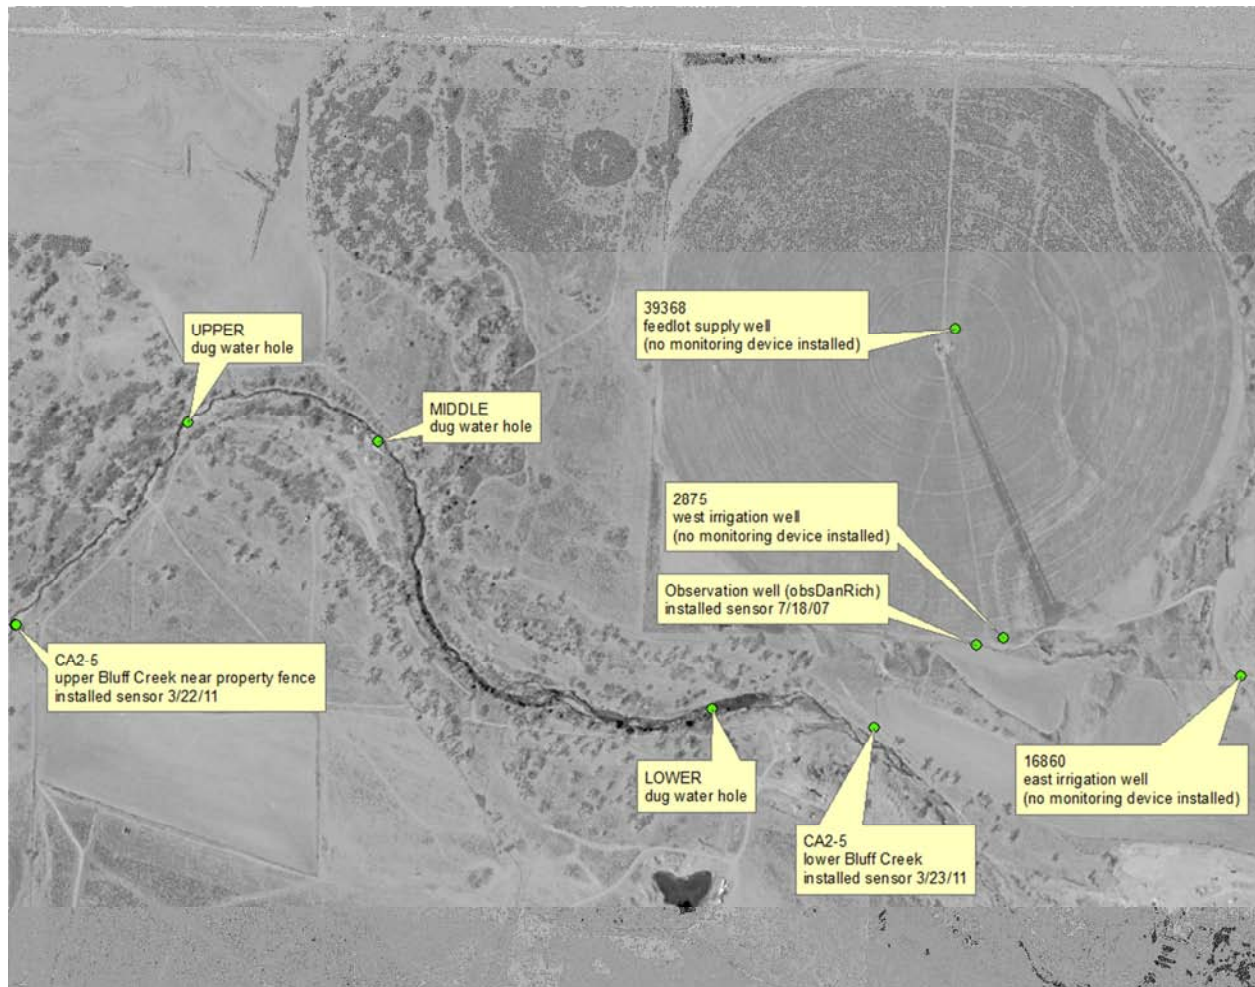 39368
feedlot supply well
(no monitoring device installed)
UPPER
dug water hole
MIDDLE
dug water hole
2875
west irrigation well
(no monitoring device installed)
Observation well (obsDanRich)
installed sensor 7/18/07
CA2-5
upper Bluff Creek near property fence
installed sensor 3/22/11
LOWER
dug water hole
16860
east irrigation well
(no monitoring device installed)
CA2-5
lower Bluff Creek
installed sensor 3/23/11